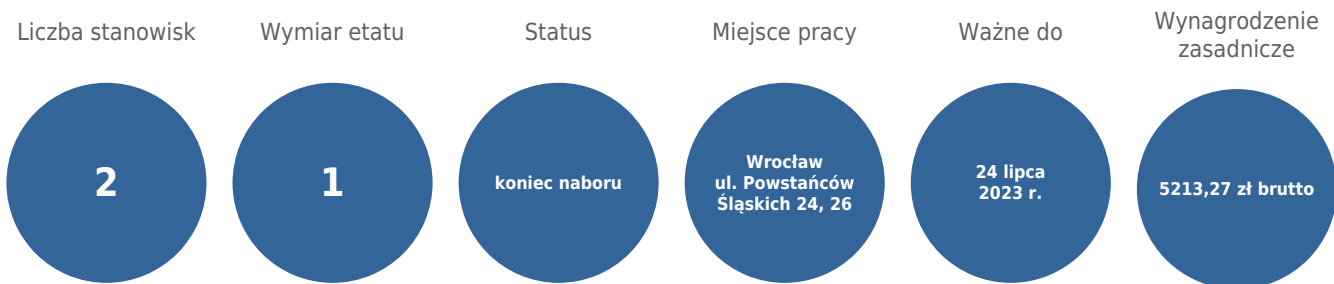 Liczba stanowisk
2
Wymiar etatu
1
Status
koniec naboru
Miejsce pracy
Wrocław
ul. Powstańców
Śląskich 24, 26
Ważne do
24 lipca
2023 r.
Wynagrodzenie
zasadnicze
5213,27 zł brutto